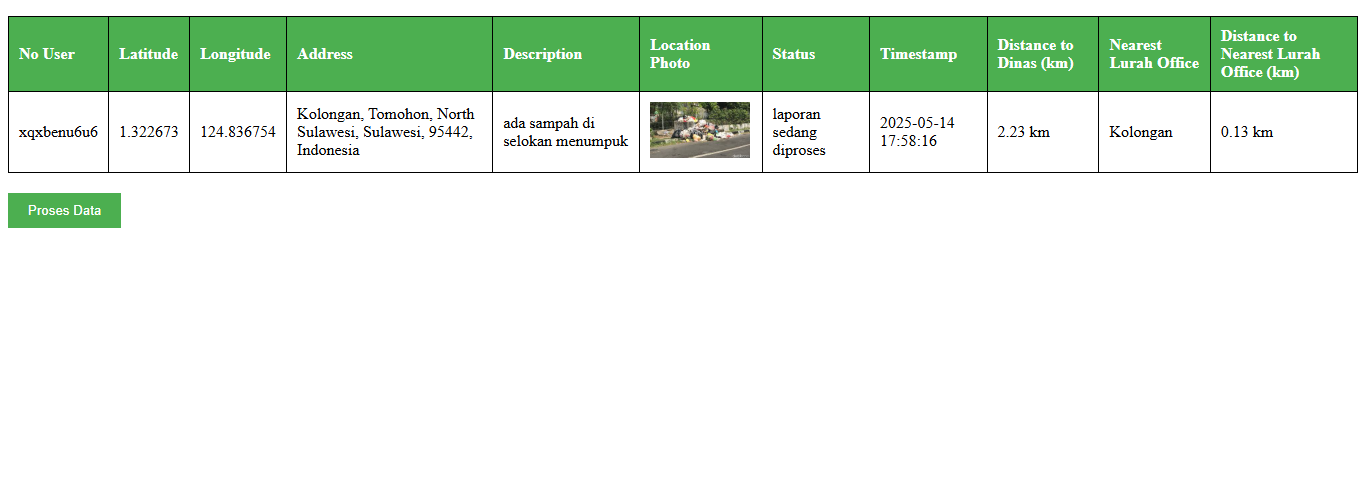 No User
Latitude
Longitude
Address
Description
Location
Photo
Status
Timestamp
Distance to
Dinas (km)
Nearest
Lurah Office
Distance to
Nearest Lurah
Office (km)
xqxbenu6u6
1.322673
124.836754
Kolongan, Tomohon, North
Sulawesi, Sulawesi, 95442,
Indonesia
ada sampah di
selokan menumpuk
laporan
sedang
diproses
2025-05-14
17:58:16
2.23 km
Kolongan
0.13 km
Proses Data